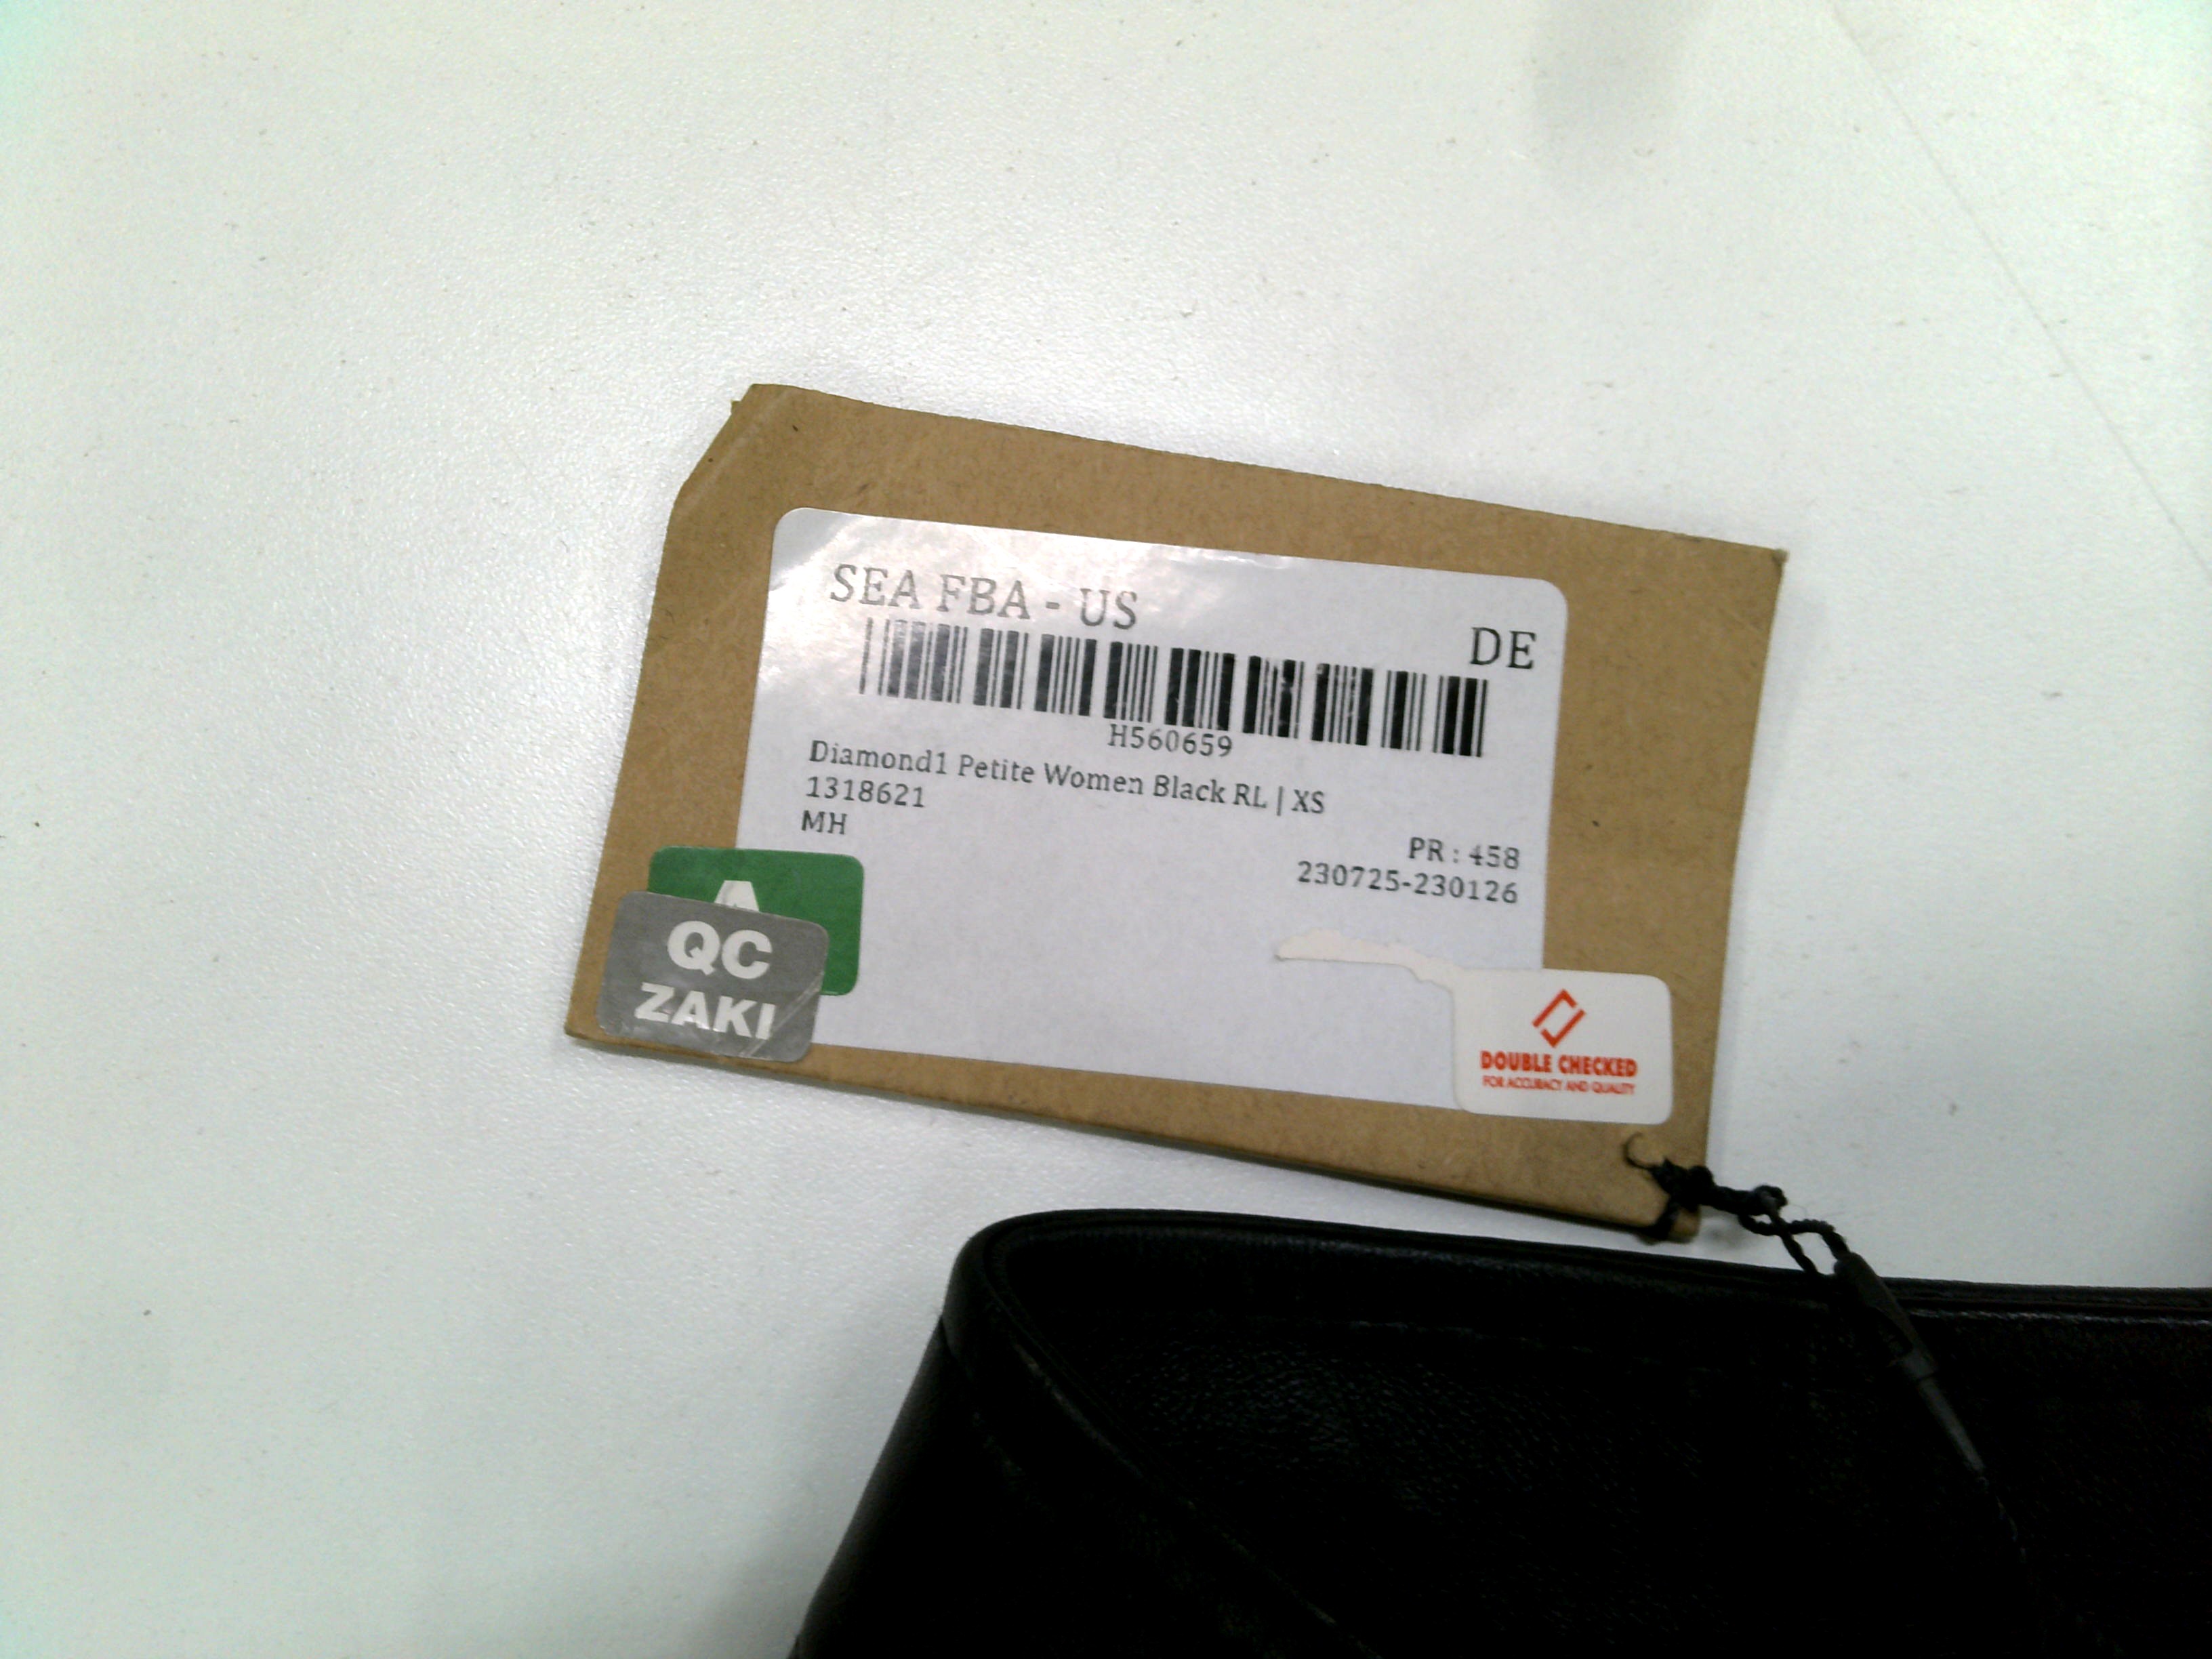 SEA FBA - US
DE
H560659
Diamond1 Petite Women Black RL | XS
1318621
MH
PR : 458
230725-230126
A
QC
ZAKI
DOUBLE CHECKED
FOR ACCURACY AND QUALITY